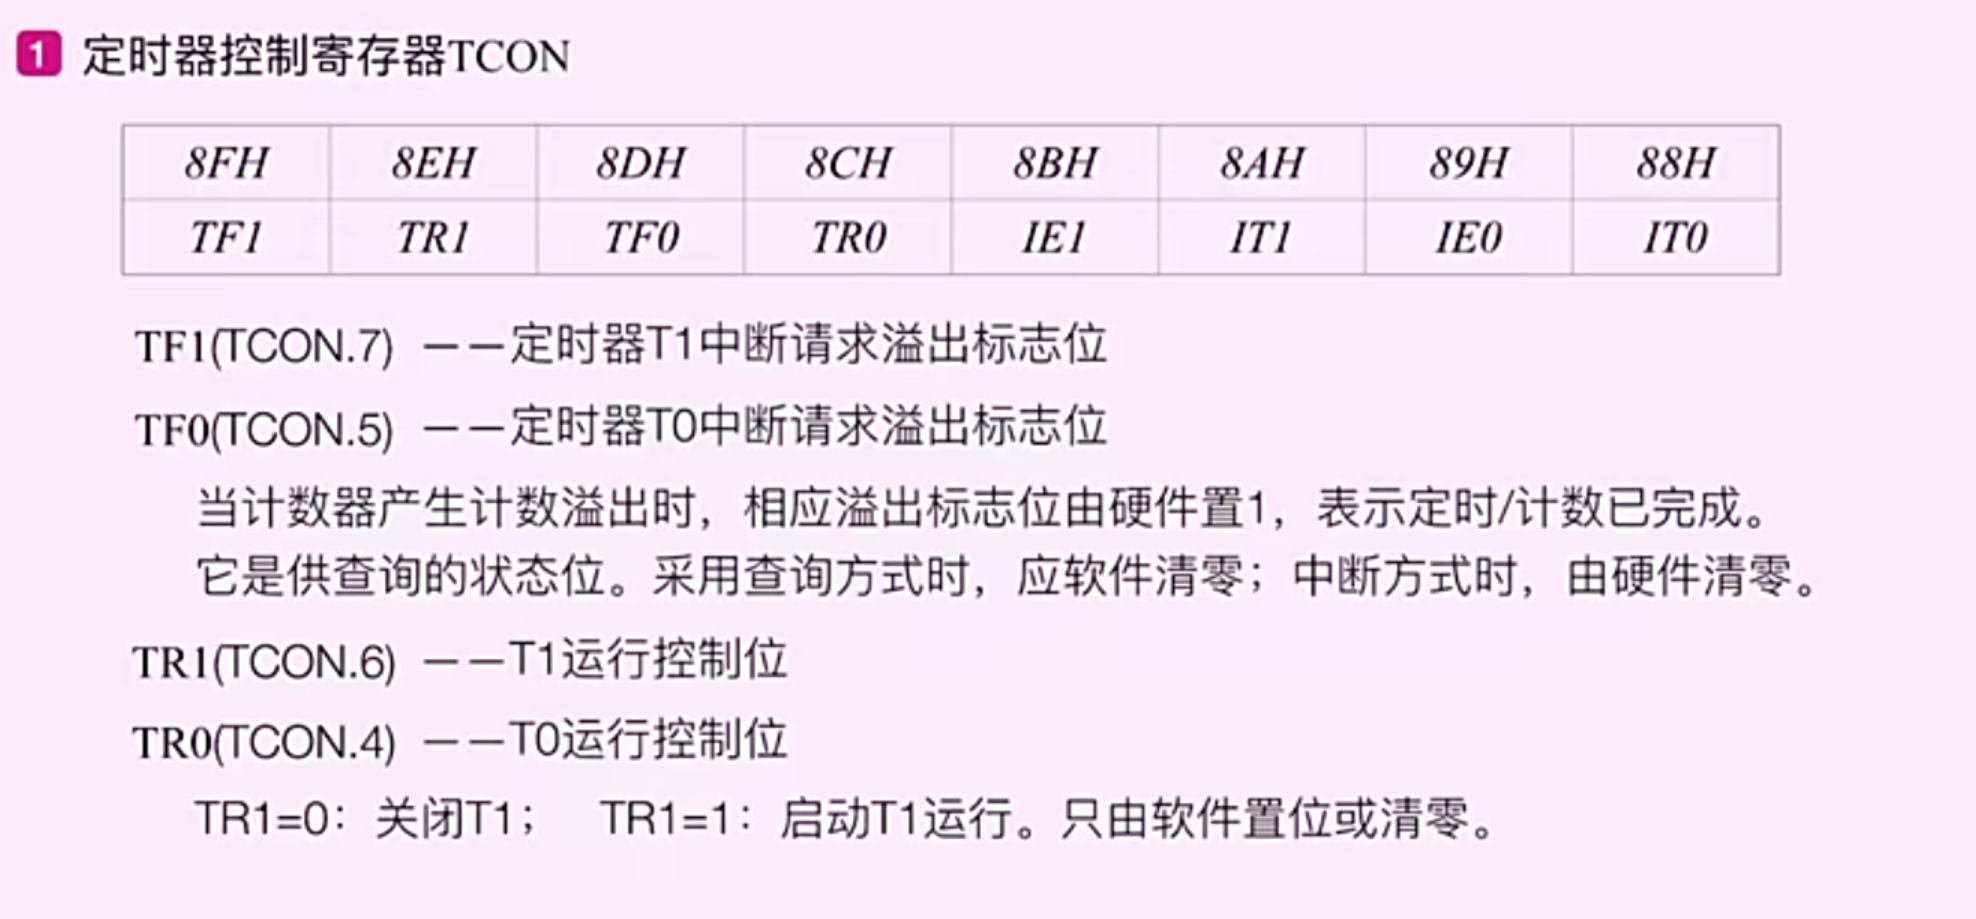 1 定时器控制寄存器TCON
8FH 8EH 8DH 8CH 8BH 8AH 89H 88H
TF1 TR1 TF0 TR0 IE1 IT1 IE0 IT0
TF1(TCON.7) ——定时器T1中断请求溢出标志位
TF0(TCON.5) ——定时器T0中断请求溢出标志位
当计数器产生计数溢出时，相应溢出标志位由硬件置1，表示定时/计数已完成。
它是供查询的状态位。采用查询方式时，应软件清零；中断方式时，由硬件清零。
TR1(TCON.6) ——T1运行控制位
TR0(TCON.4) ——T0运行控制位
TR1=0：关闭T1； TR1=1：启动T1运行。只由软件置位或清零。